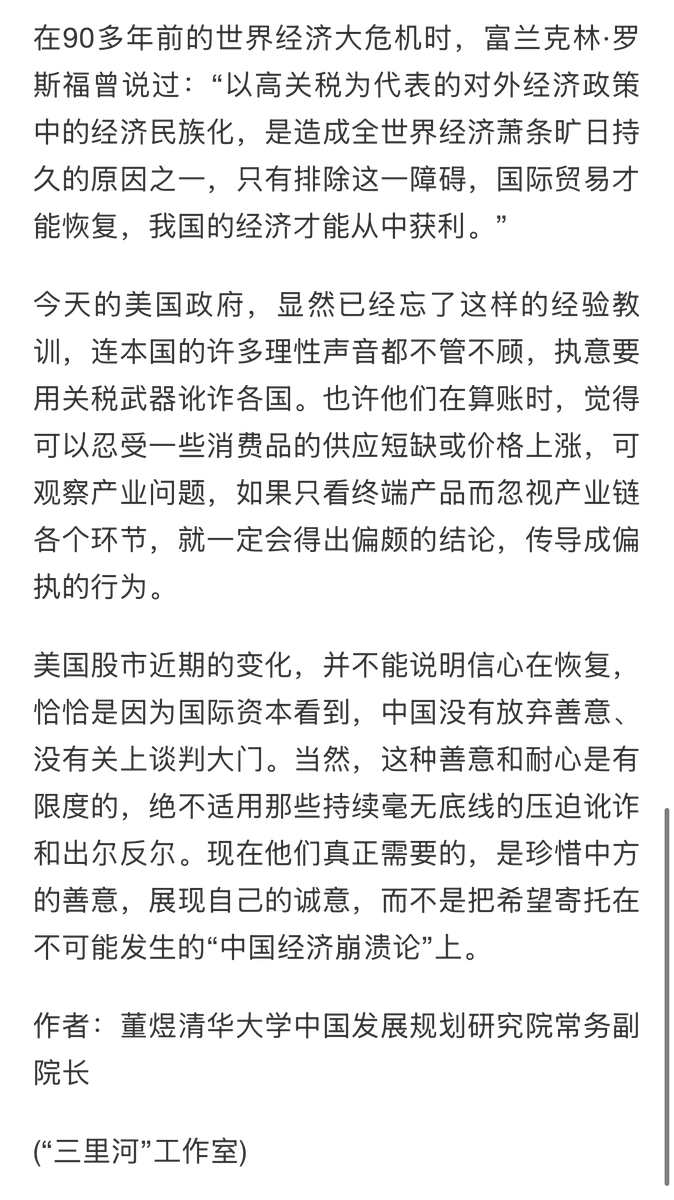 在90多年前的世界经济大危机时，富兰克林·罗
斯福曾说过：“以高关税为代表的对外经济政策
中的经济民族化，是造成全世界经济萧条旷日持
久的原因之一，只有排除这一障碍，国际贸易才
能恢复，我国的经济才能从中获利。”
今天的美国政府，显然已经忘了这样的经验教
训，连本国的许多理性声音都不管不顾，执意要
用关税武器讹诈各国。也许他们在算账时，觉得
可以忍受一些消费品的供应短缺或价格上涨，可
观察产业问题，如果只看终端产品而忽视产业链
各个环节，就一定会得出偏颇的结论，传导成偏
执的行为。
美国股市近期的变化，并不能说明信心在恢复，
恰恰是因为国际资本看到，中国没有放弃善意、
没有关上谈判大门。当然，这种善意和耐心是有
限度的，绝不适用那些持续毫无底线的压迫讹诈
和出尔反尔。现在他们真正需要的，是珍惜中方
的善意，展现自己的诚意，而不是把希望寄托在
不可能发生的“中国经济崩溃论”上。
作者：董煜清华大学中国发展规划研究院常务副
院长
(“三里河”工作室)